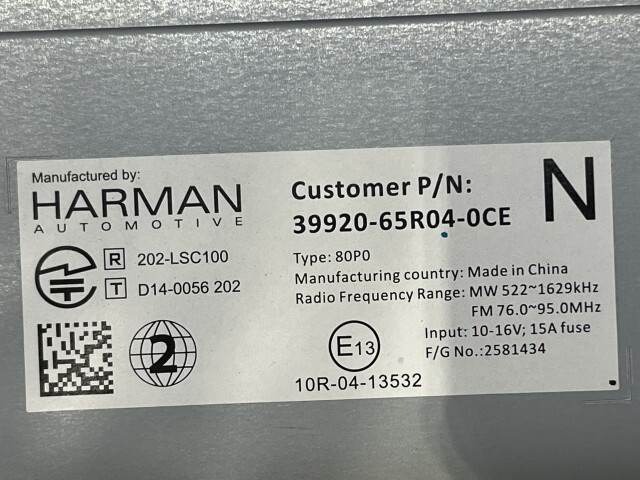 Manufactured by:
HARMAN
AUTOMOTIVE
R 202-LSC100
T D14-0056 202
2
Customer P/N:
39920-65R04-0CE
N
Type: 80P0
Manufacturing country: Made in China
Radio Frequency Range: MW 522~1629kHz
FM 76.0~95.0MHz
Input: 10-16V; 15A fuse
F/G No.:2581434
E13
10R-04-13532